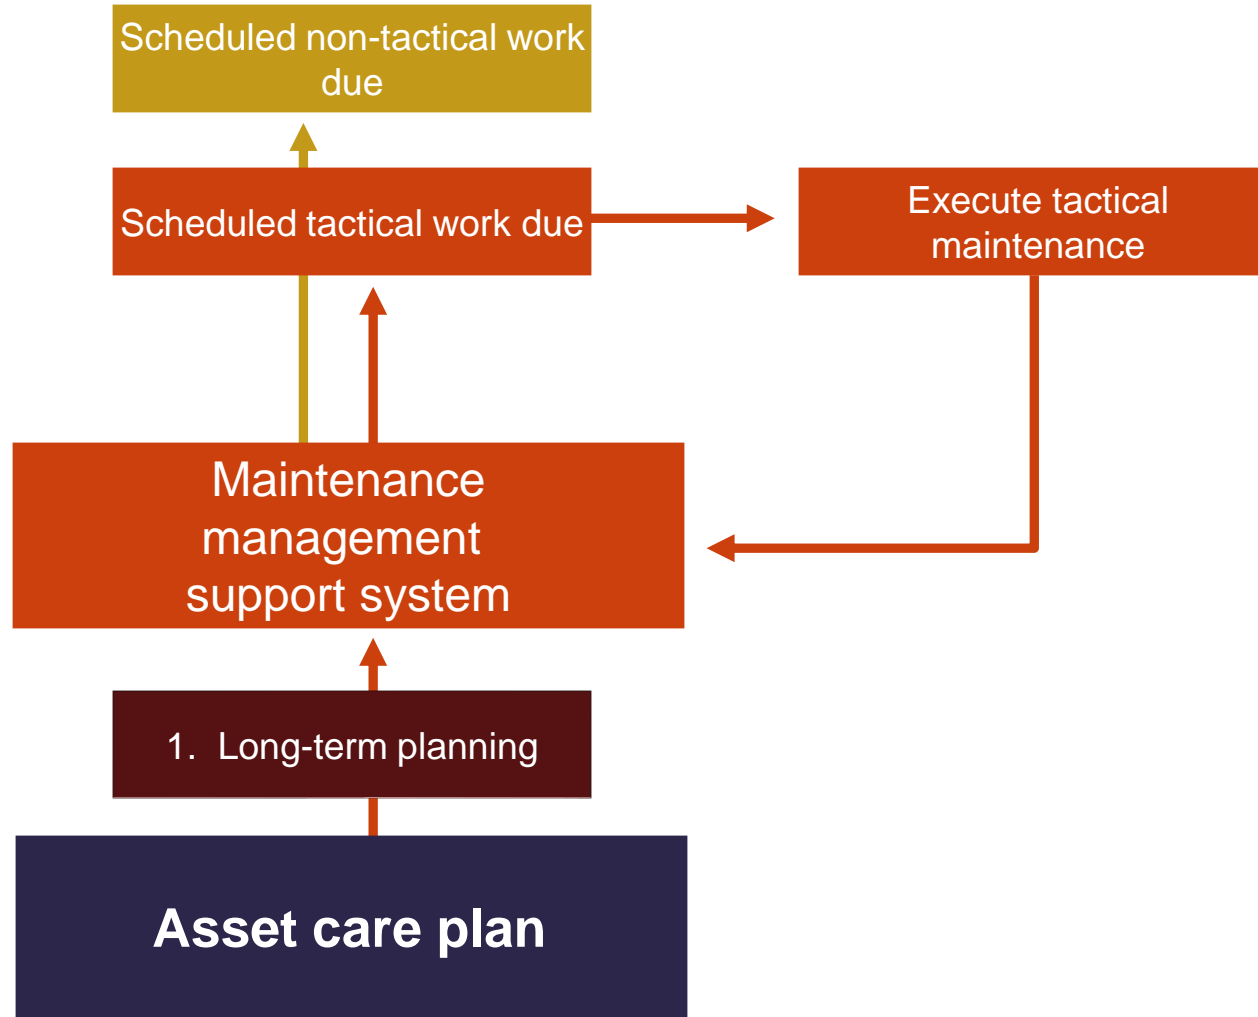 Scheduled non-tactical work
due
Scheduled tactical work due
Execute tactical
maintenance
Maintenance
management
support system
1. Long-term planning
Asset care plan